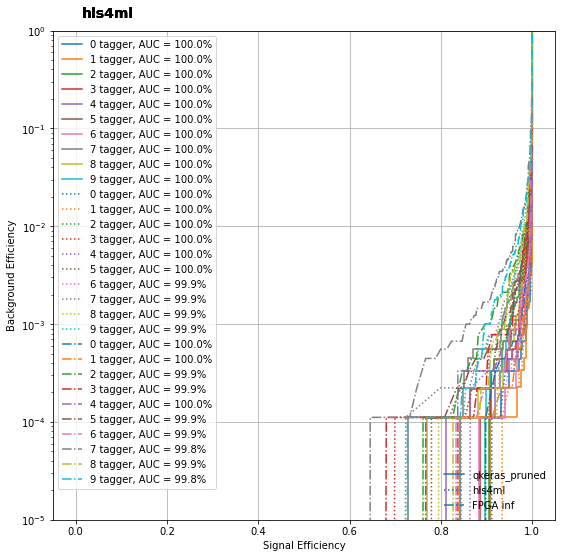 hls4ml
10⁰
10⁻¹
10⁻²
10⁻³
10⁻⁴
10⁻⁵
Background Efficiency
0 tagger, AUC = 100.0%
1 tagger, AUC = 100.0%
2 tagger, AUC = 100.0%
3 tagger, AUC = 100.0%
4 tagger, AUC = 100.0%
5 tagger, AUC = 100.0%
6 tagger, AUC = 100.0%
7 tagger, AUC = 100.0%
8 tagger, AUC = 100.0%
9 tagger, AUC = 100.0%
0 tagger, AUC = 100.0%
1 tagger, AUC = 100.0%
2 tagger, AUC = 100.0%
3 tagger, AUC = 100.0%
4 tagger, AUC = 100.0%
5 tagger, AUC = 100.0%
6 tagger, AUC = 99.9%
7 tagger, AUC = 99.9%
8 tagger, AUC = 99.9%
9 tagger, AUC = 99.9%
0 tagger, AUC = 100.0%
1 tagger, AUC = 100.0%
2 tagger, AUC = 99.9%
3 tagger, AUC = 99.9%
4 tagger, AUC = 100.0%
5 tagger, AUC = 99.9%
6 tagger, AUC = 99.9%
7 tagger, AUC = 99.8%
8 tagger, AUC = 99.9%
9 tagger, AUC = 99.8%
qkeras_pruned
hls4ml
FPGA inf
0.0 0.2 0.4 0.6 0.8 1.0
Signal Efficiency